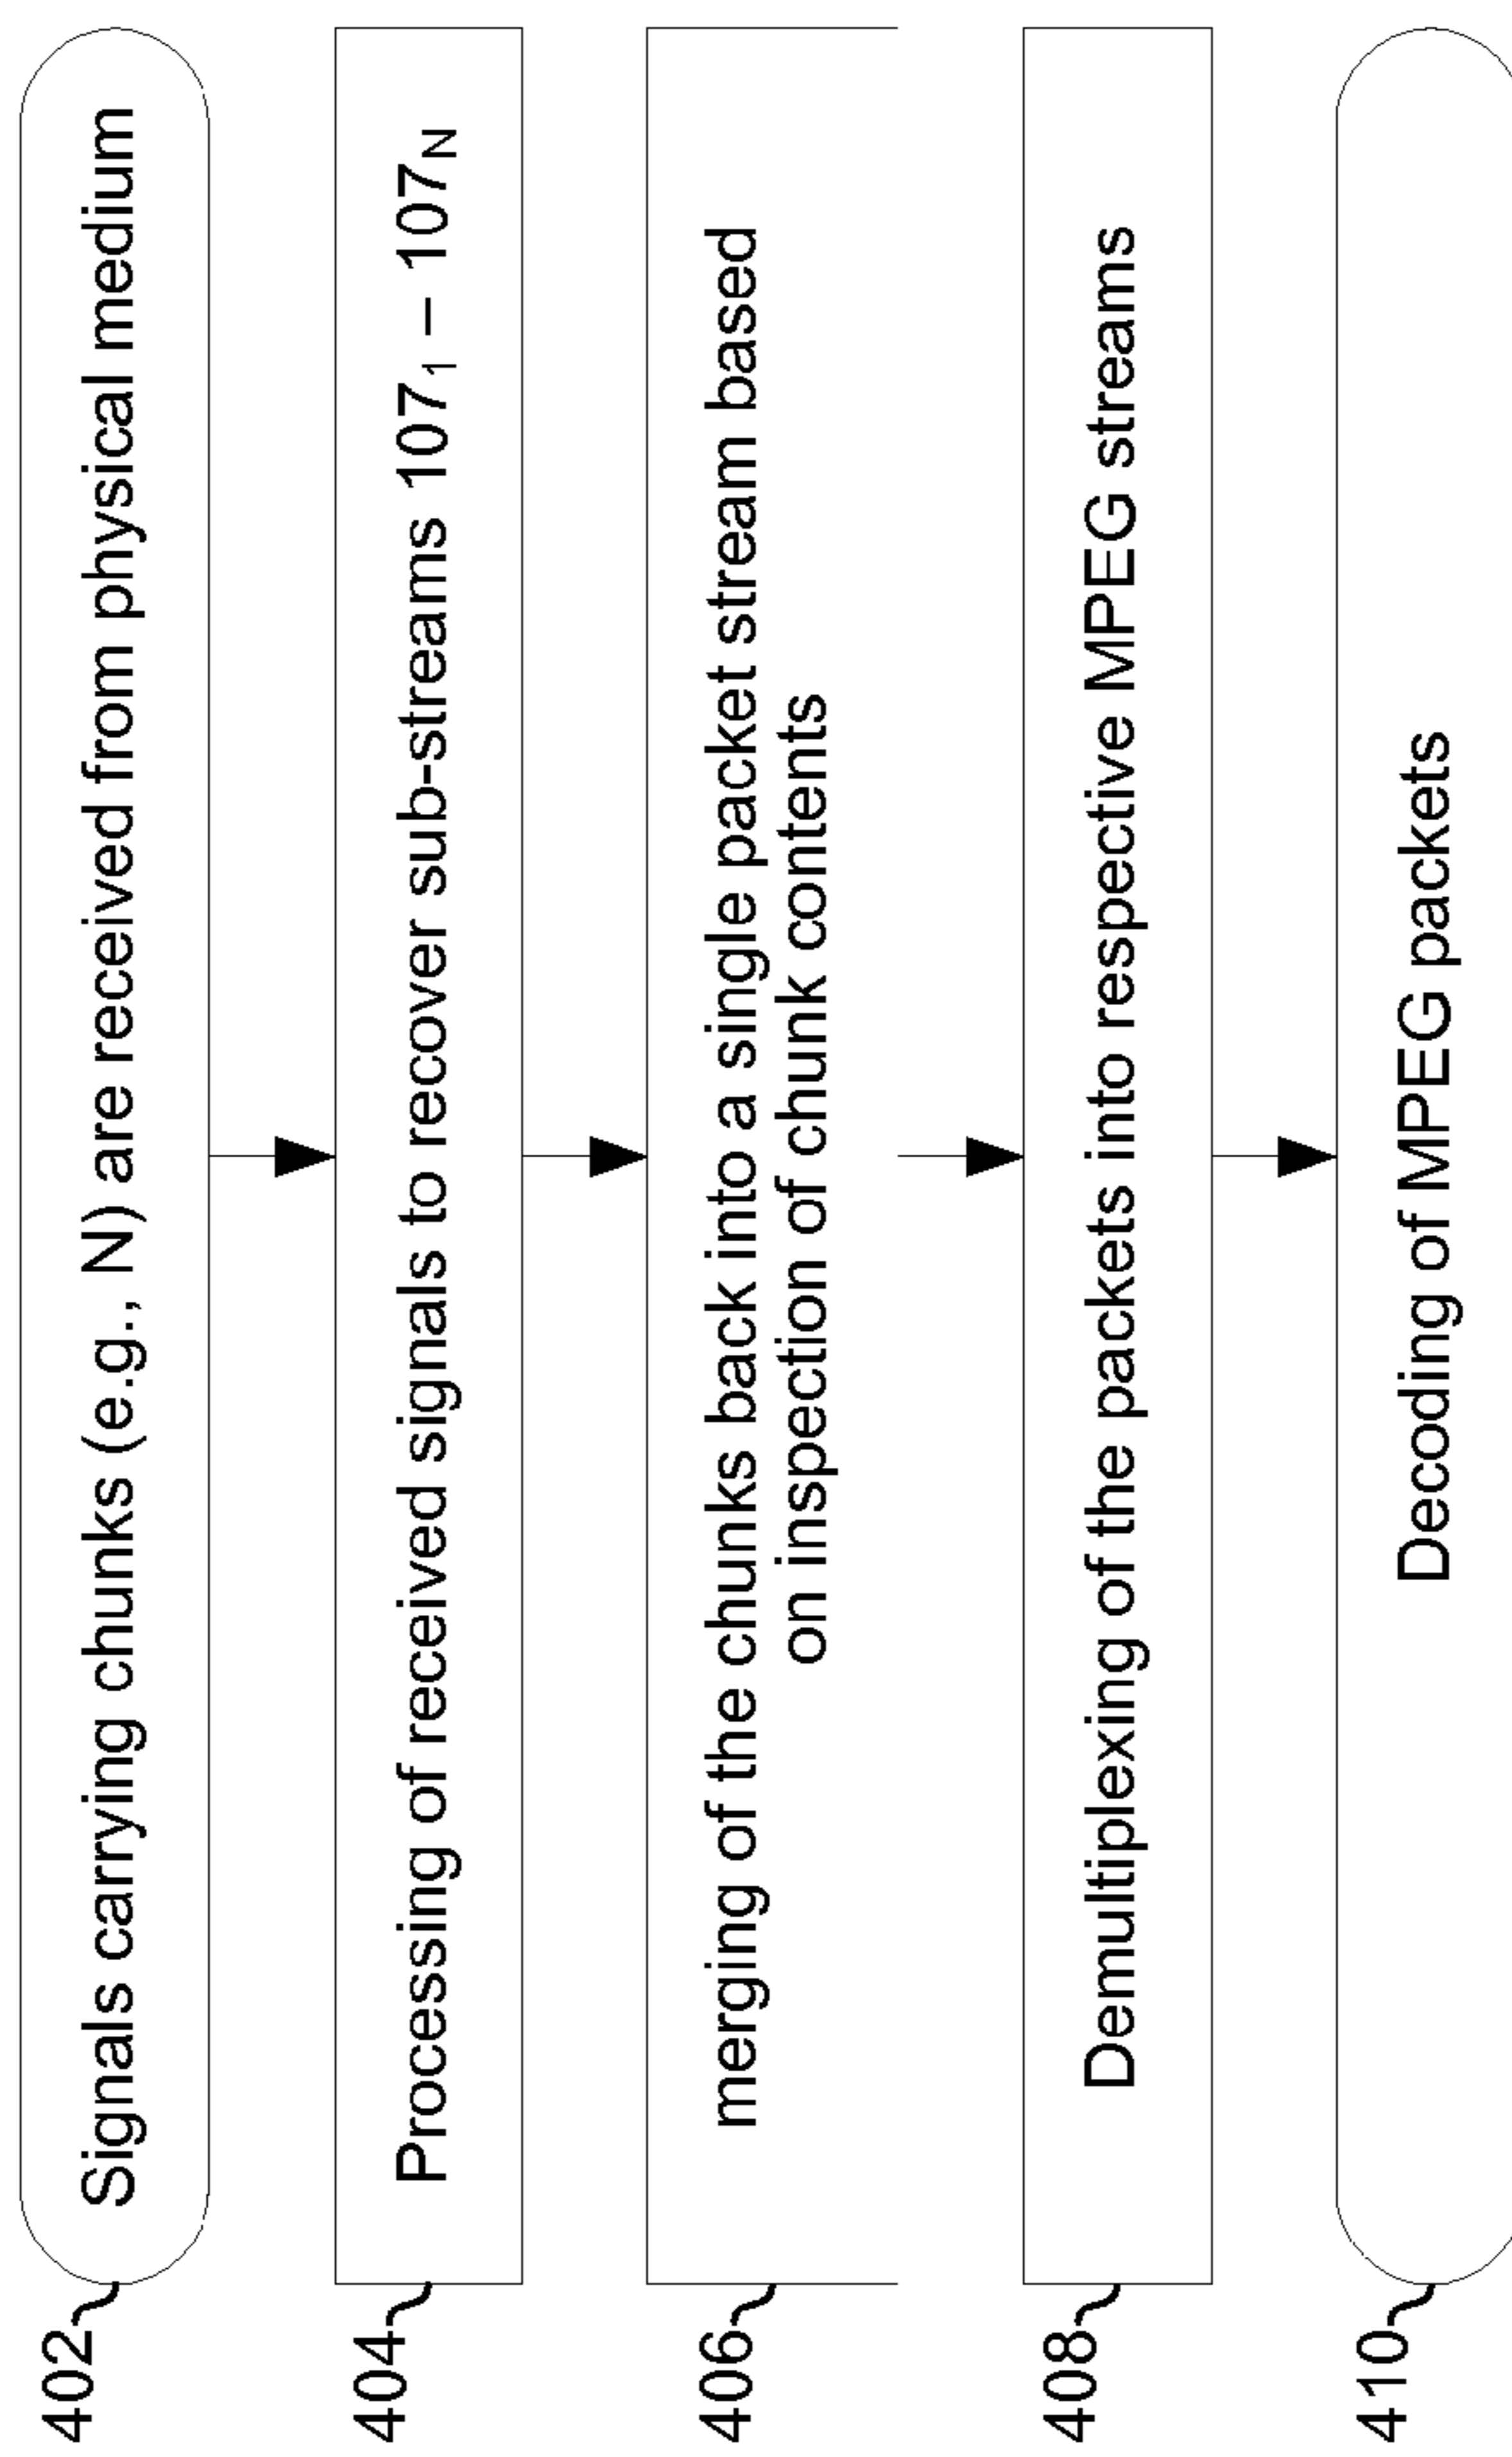 402
Signals carrying chunks (e.g., N) are received from physical medium
404
Processing of received signals to recover sub-streams 107₁ – 107_N
406
merging of the chunks back into a single packet stream based
on inspection of chunk contents
408
Demultiplexing of the packets into respective MPEG streams
410
Decoding of MPEG packets